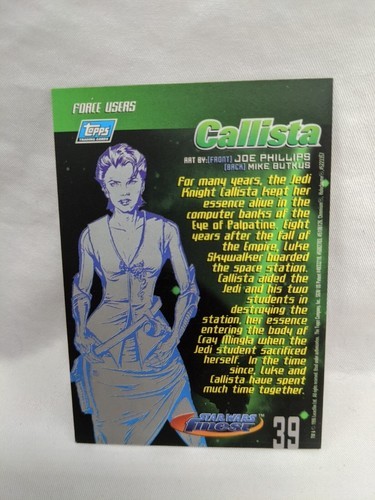 FORCE USERS
Topps
Callista
ART BY: [FRONT] JOE PHILLIPS
[BACK] MIKE BUTKUS
For many years, the Jedi
Knight Callista kept her
essence alive in the
computer banks of the
Eye of Palpatine. Eight
years after the fall of
the Empire, Luke
Skywalker boarded
the space station.
Callista aided the
Jedi and his two
students in
destroying the
station, her essence
entering the body of
Cray Mingla when the
Jedi student sacrificed
herself. In the time
since, Luke and
Callista have spent
much time together.
STAR WARS
finest
39